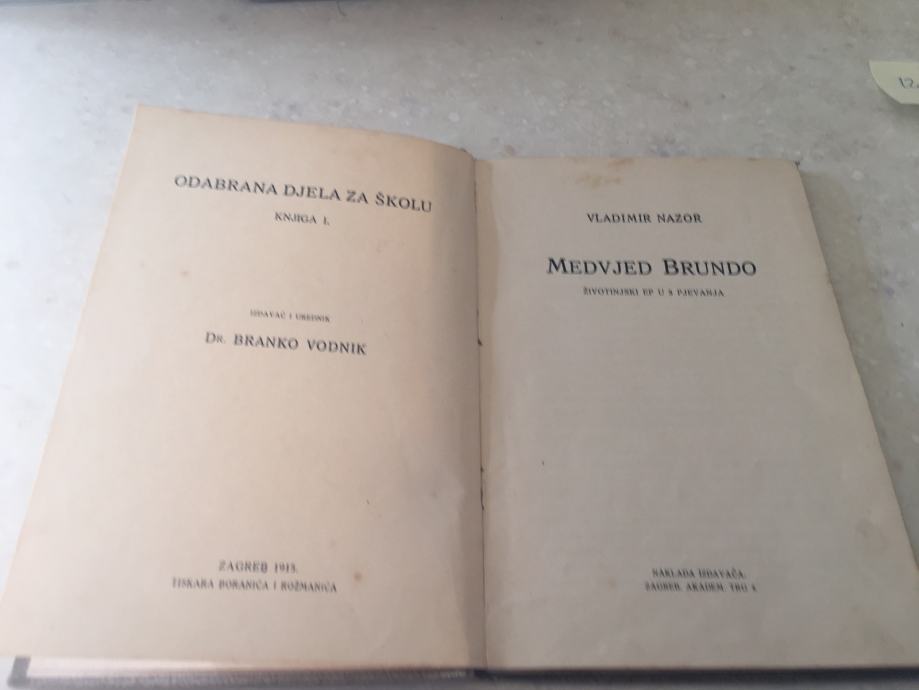 ODABRANA DJELA ZA ŠKOLU
KNJIGA I.
IZDAVAČ I UREDNIK
DR. BRANKO VODNIK
ZAGREB 1915.
TISKARA BORANIĆA I ROŽMANIĆA
VLADIMIR NAZOR
MEDVJED BRUNDO
ŽIVOTINJSKI EP U 8 PJEVANJA
NAKLADA IZDAVAČA.
ZAGREB, AKADEM. TRG 4.